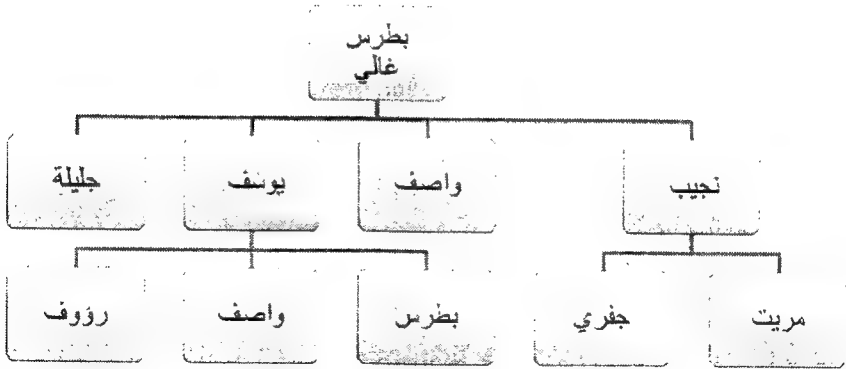 بطرس
غالي
نجيب
واصف
يوسف
جليلة
مريت
جفري
بطرس
واصف
رؤوف